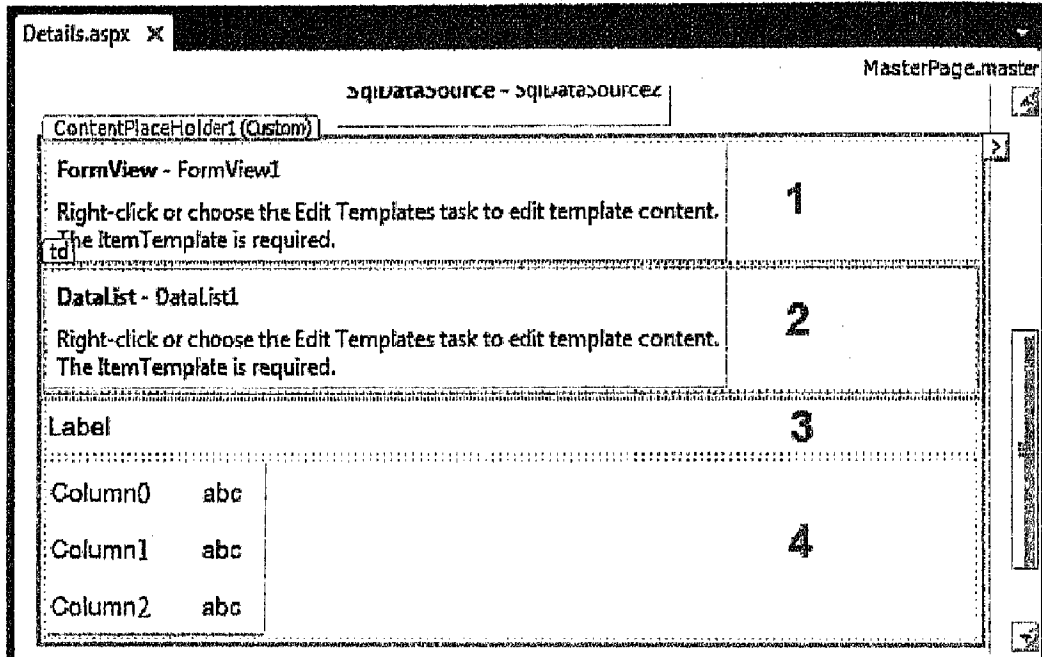 Details.aspx ✕
MasterPage.master
SqlDataSource - SqlDataSource2
ContentPlaceHolder1 (Custom)
FormView - FormView1
Right-click or choose the Edit Templates task to edit template content.
The ItemTemplate is required.
1
td
DataList - DataList1
Right-click or choose the Edit Templates task to edit template content.
The ItemTemplate is required.
2
Label
3
Column0 abc
Column1 abc
Column2 abc
4